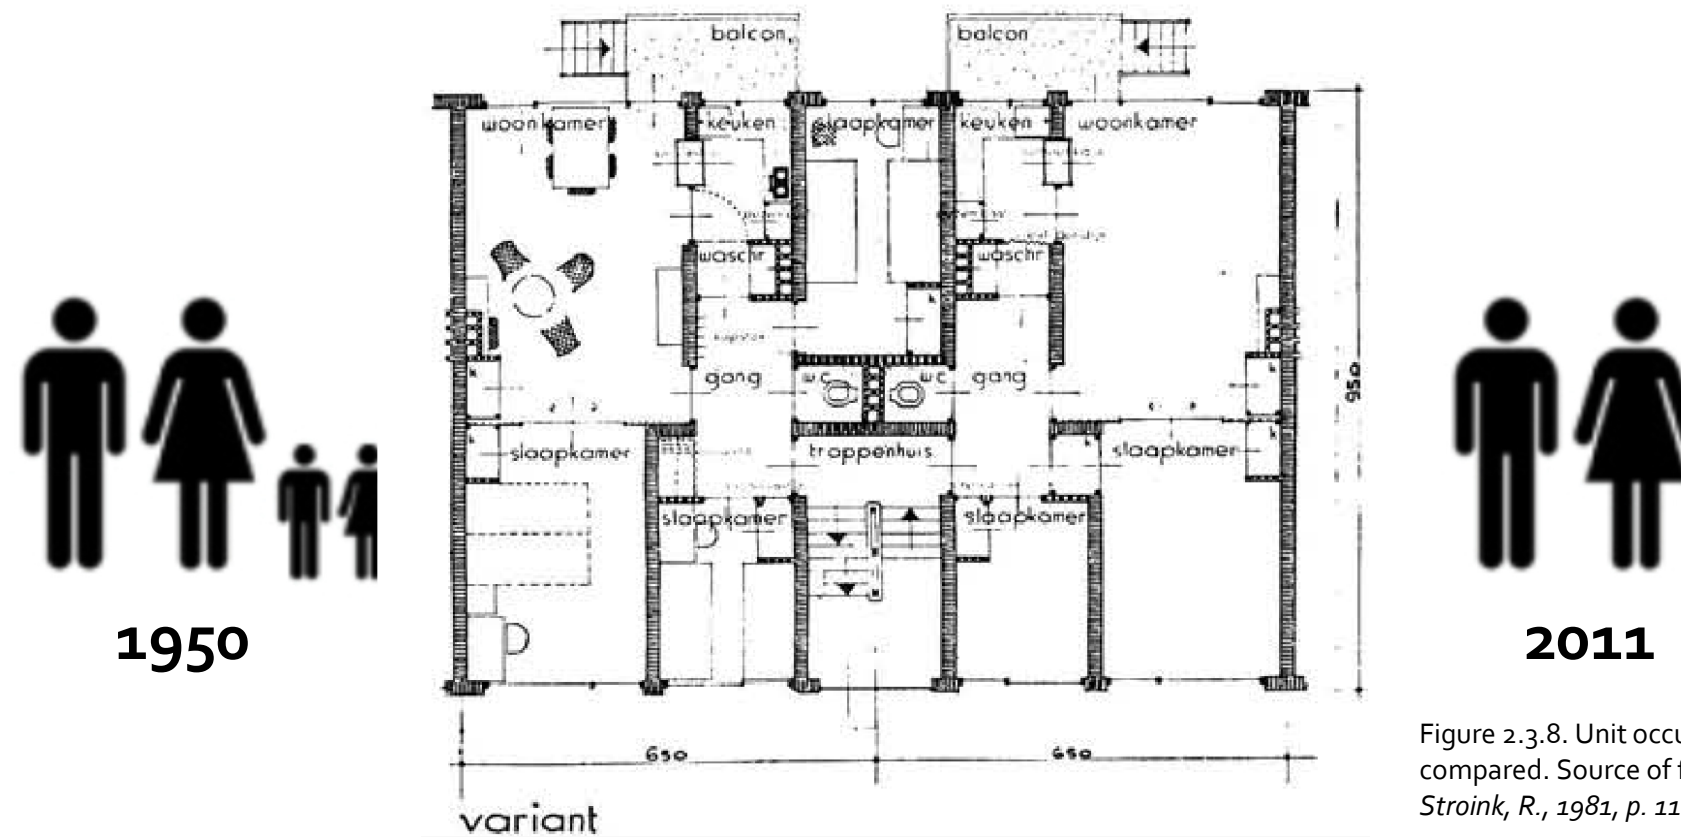 balcon.
balcon
woonkamer
keuken
slaapkamer
keuken
woonkamer
waschr
waschr
gang
wc
wc
gang
slaapkamer
trappenhuis
slaapkamer
slaapkamer
slaapkamer
950
650
650
variant
1950
2011
Figure 2.3.8. Unit occu
compared. Source of f
Stroink, R., 1981, p. 11